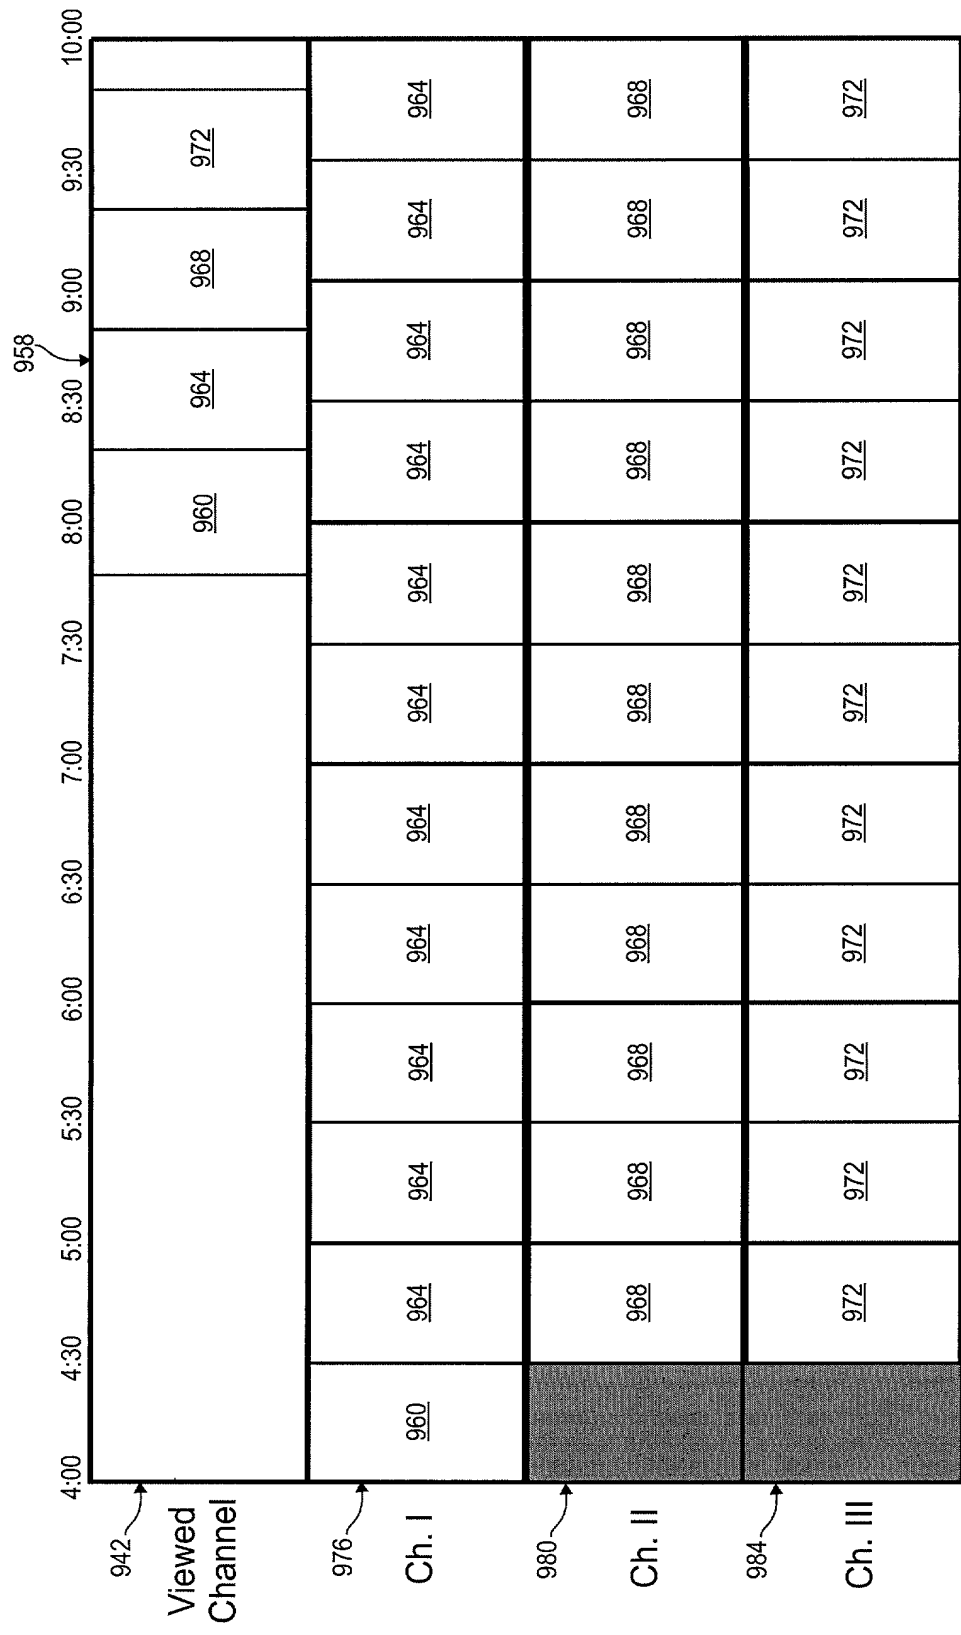 958
4:00 4:30 5:00 5:30 6:00 6:30 7:00 7:30 8:00 8:30 9:00 9:30 10:00
942
Viewed
Channel
960 964 968 972
976
Ch. I
960 964 964 964 964 964 964 964 964 964 964 964
980
Ch. II
968 968 968 968 968 968 968 968 968 968 968
984
Ch. III
972 972 972 972 972 972 972 972 972 972 972